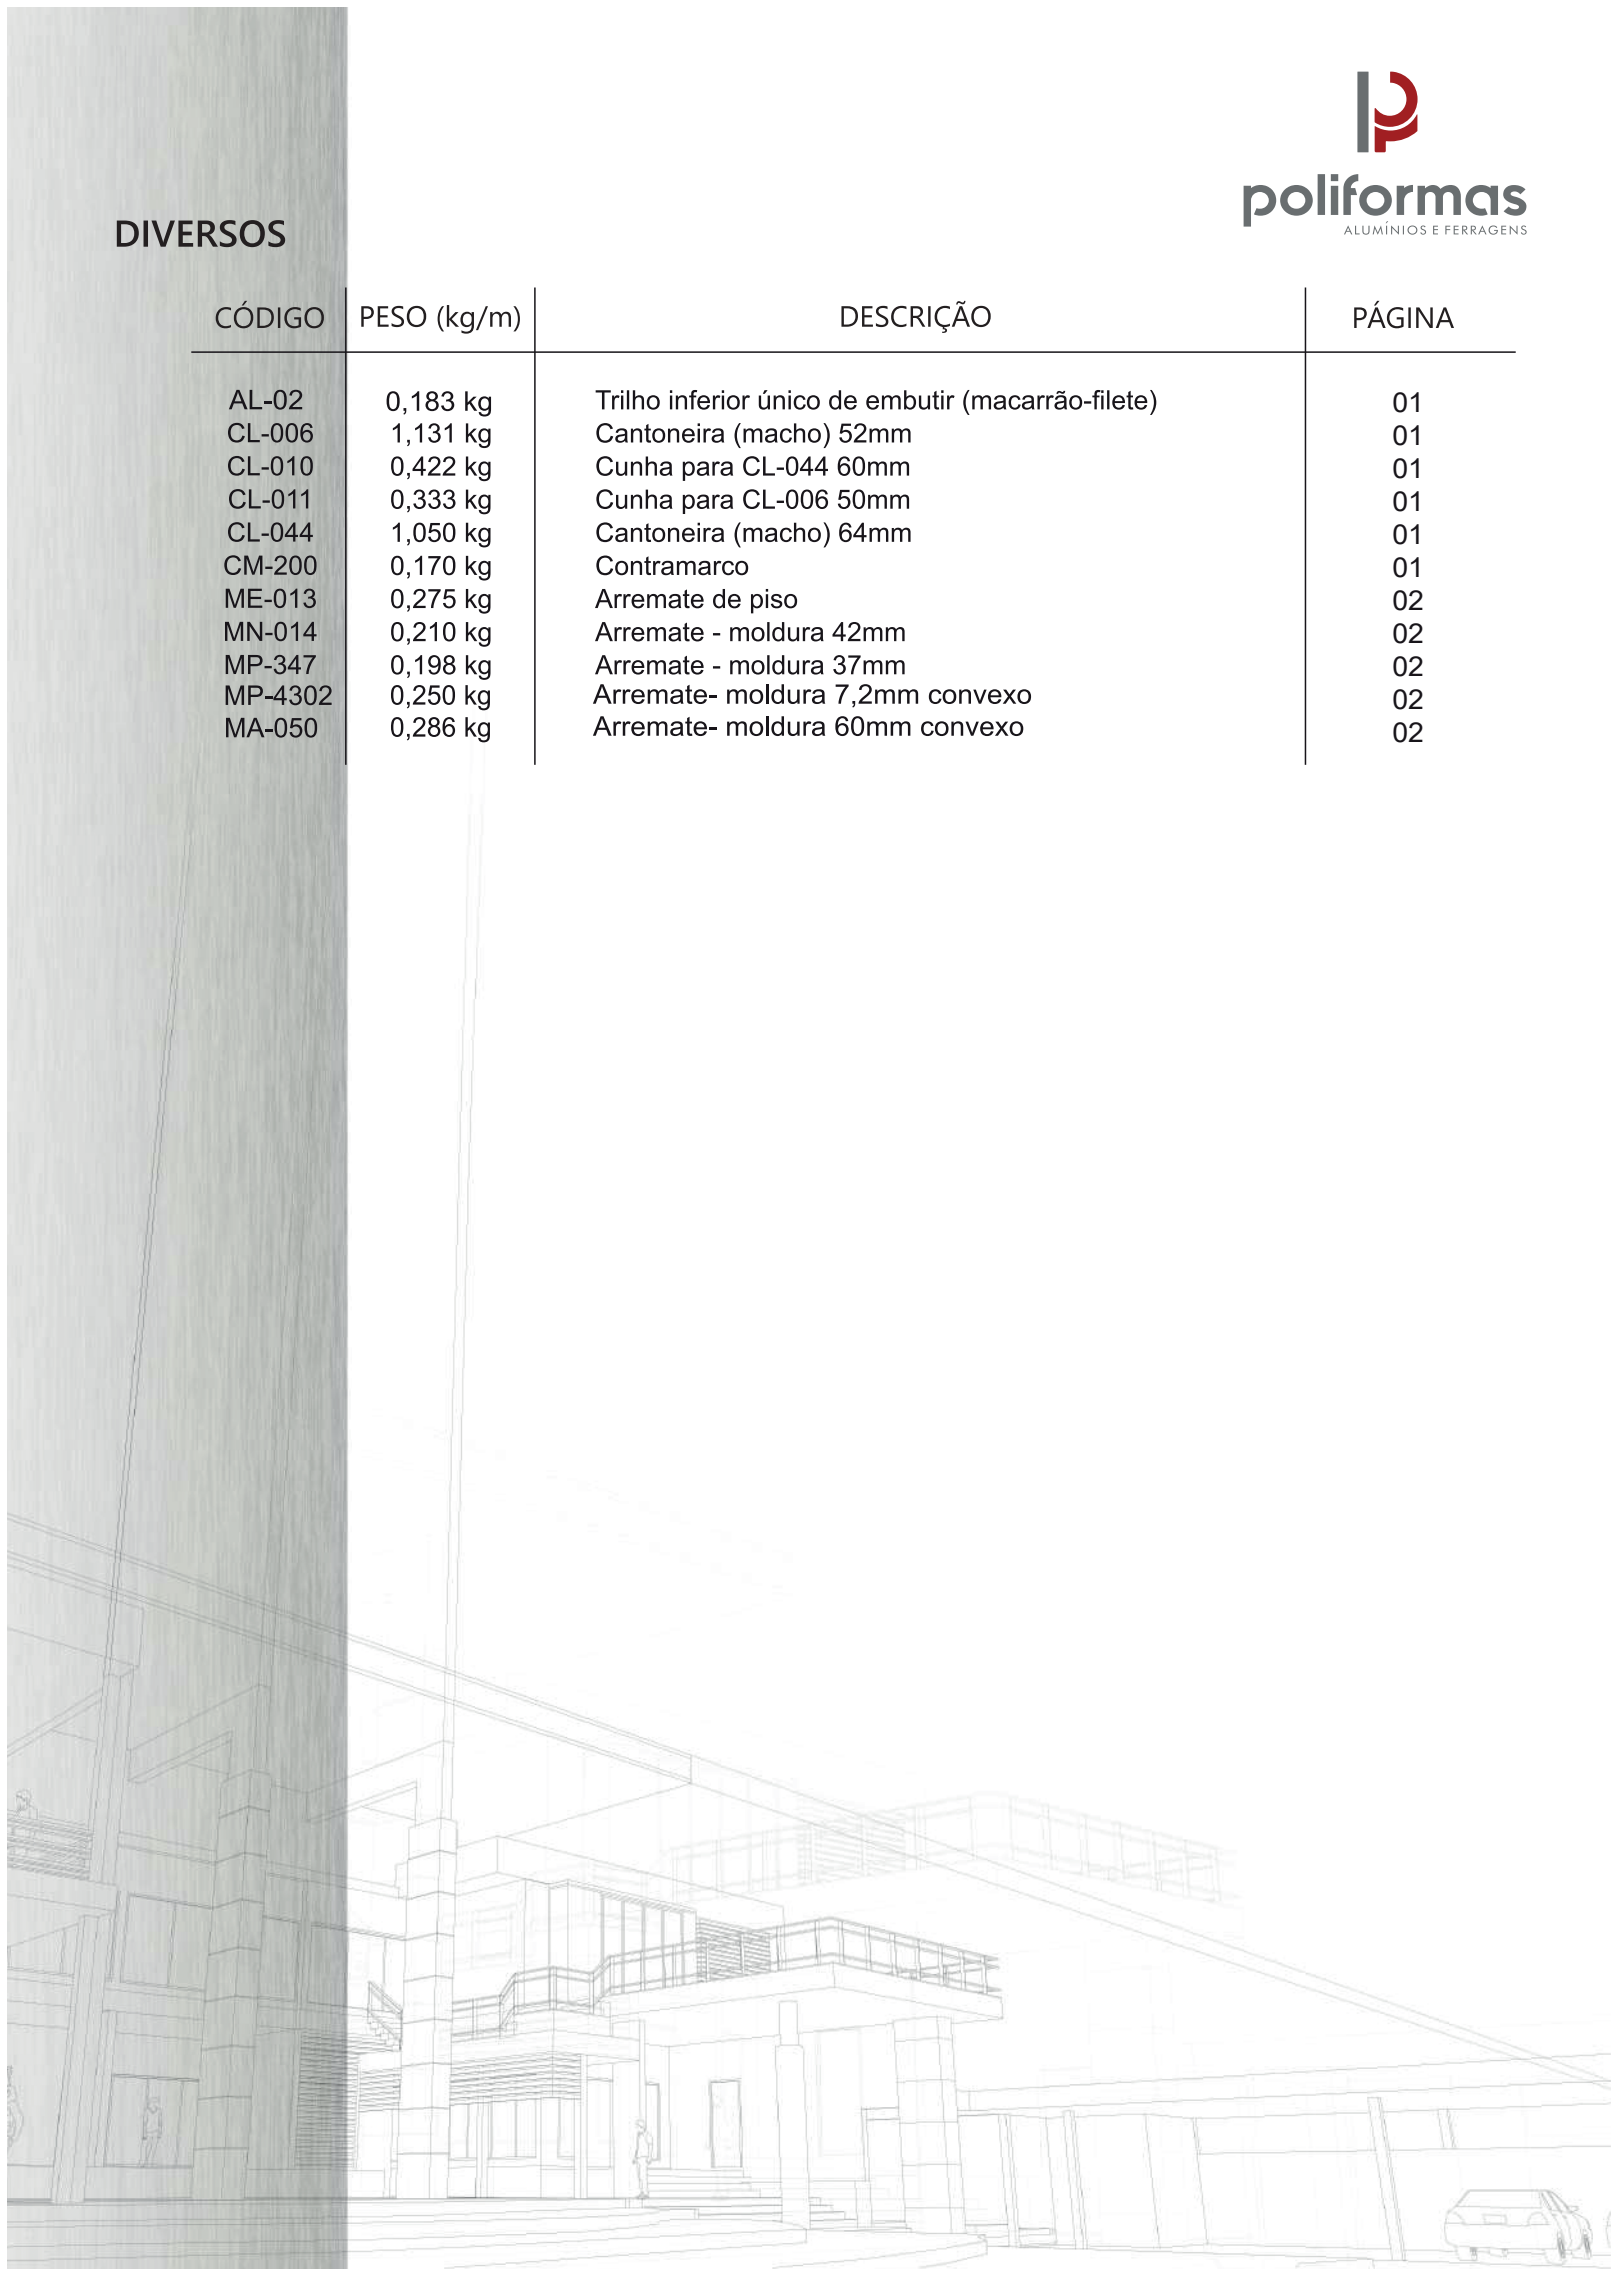 poliformas
ALUMÍNIOS E FERRAGENS
DIVERSOS
CÓDIGO PESO (kg/m) DESCRIÇÃO PÁGINA
AL-02 0,183 kg Trilho inferior único de embutir (macarrão-filete) 01
CL-006 1,131 kg Cantoneira (macho) 52mm 01
CL-010 0,422 kg Cunha para CL-044 60mm 01
CL-011 0,333 kg Cunha para CL-006 50mm 01
CL-044 1,050 kg Cantoneira (macho) 64mm 01
CM-200 0,170 kg Contramarco 01
ME-013 0,275 kg Arremate de piso 02
MN-014 0,210 kg Arremate - moldura 42mm 02
MP-347 0,198 kg Arremate - moldura 37mm 02
MP-4302 0,250 kg Arremate- moldura 7,2mm convexo 02
MA-050 0,286 kg Arremate- moldura 60mm convexo 02